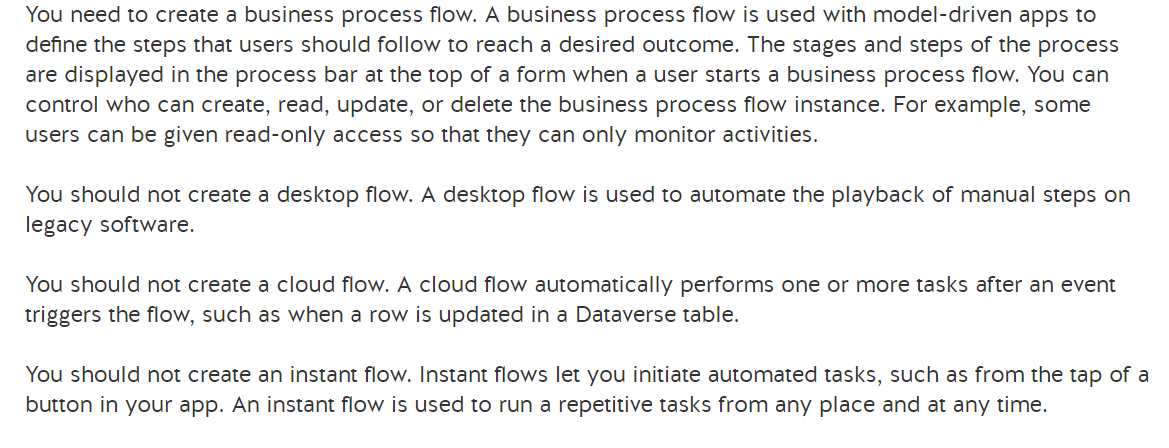 You need to create a business process flow. A business process flow is used with model-driven apps to
define the steps that users should follow to reach a desired outcome. The stages and steps of the process
are displayed in the process bar at the top of a form when a user starts a business process flow. You can
control who can create, read, update, or delete the business process flow instance. For example, some
users can be given read-only access so that they can only monitor activities.
You should not create a desktop flow. A desktop flow is used to automate the playback of manual steps on
legacy software.
You should not create a cloud flow. A cloud flow automatically performs one or more tasks after an event
triggers the flow, such as when a row is updated in a Dataverse table.
You should not create an instant flow. Instant flows let you initiate automated tasks, such as from the tap of a
button in your app. An instant flow is used to run a repetitive tasks from any place and at any time.